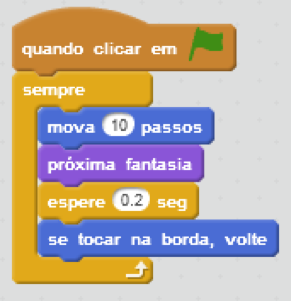 quando clicar em
sempre
mova 10 passos
próxima fantasia
espere 0.2 seg
se tocar na borda, volte